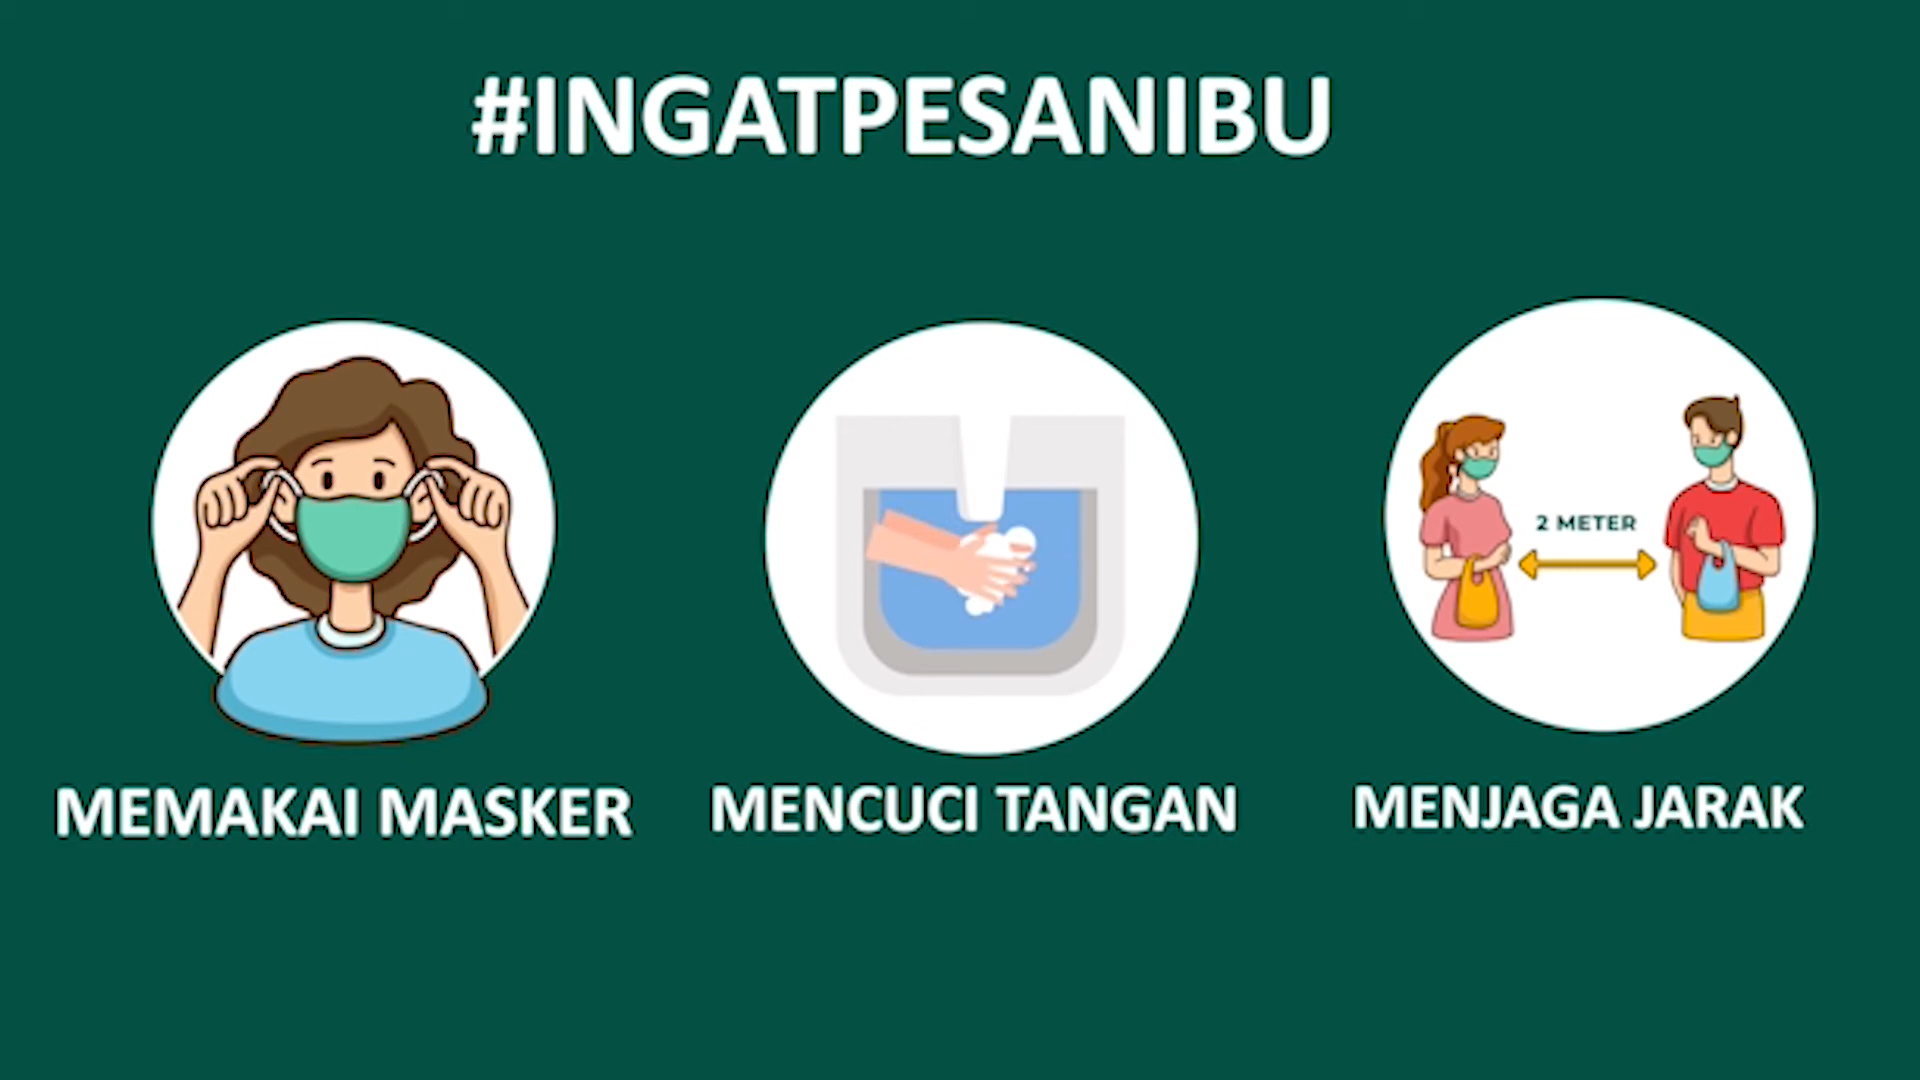 #INGATPESANIBU
2 METER
MEMAKAI MASKER
MENCUCI TANGAN
MENJAGA JARAK